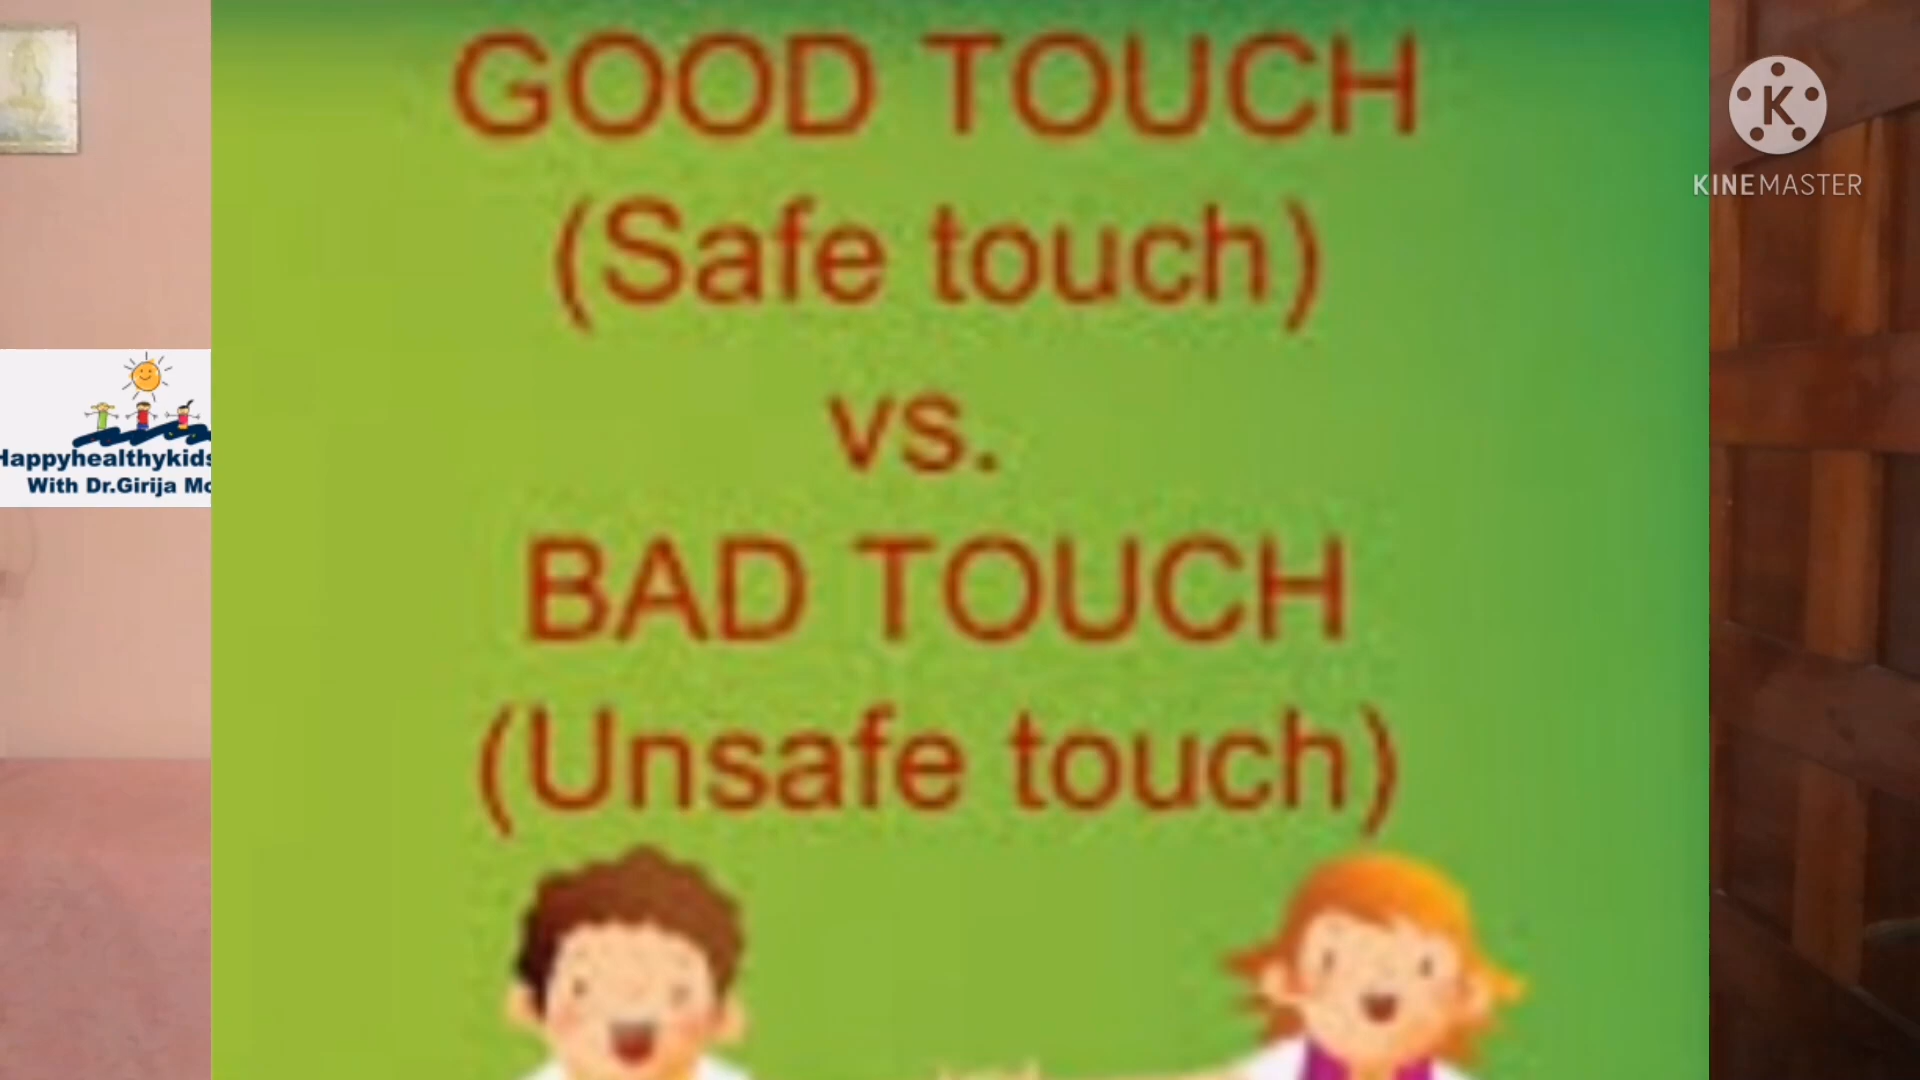 GOOD TOUCH
(Safe touch)
vs.
BAD TOUCH
(Unsafe touch)
KINEMASTER
Happyhealthykids
With Dr.Girija